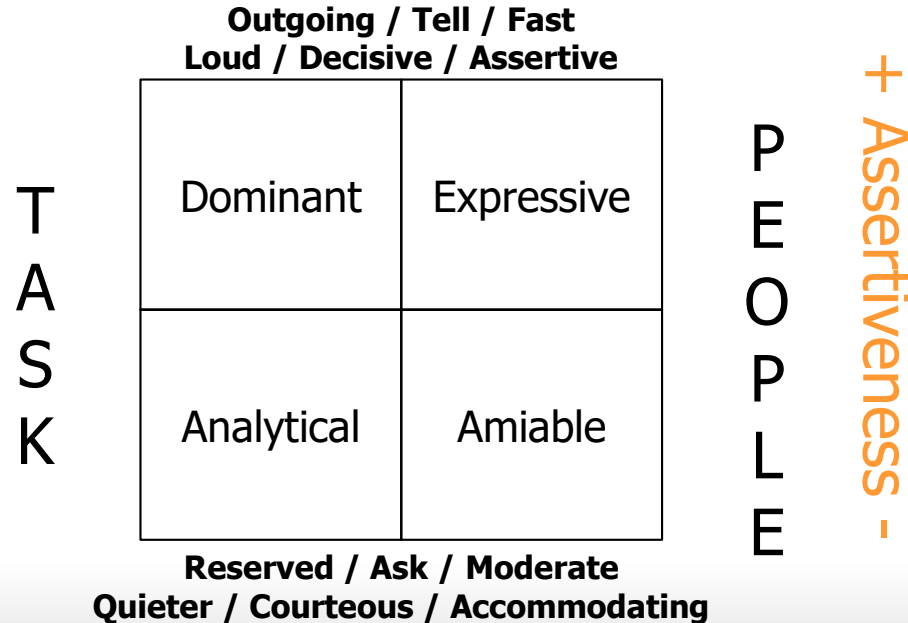 Outgoing / Tell / Fast
Loud / Decisive / Assertive
TASK
Dominant
Expressive
Analytical
Amiable
PEOPLE
+ Assertiveness -
Reserved / Ask / Moderate
Quieter / Courteous / Accommodating